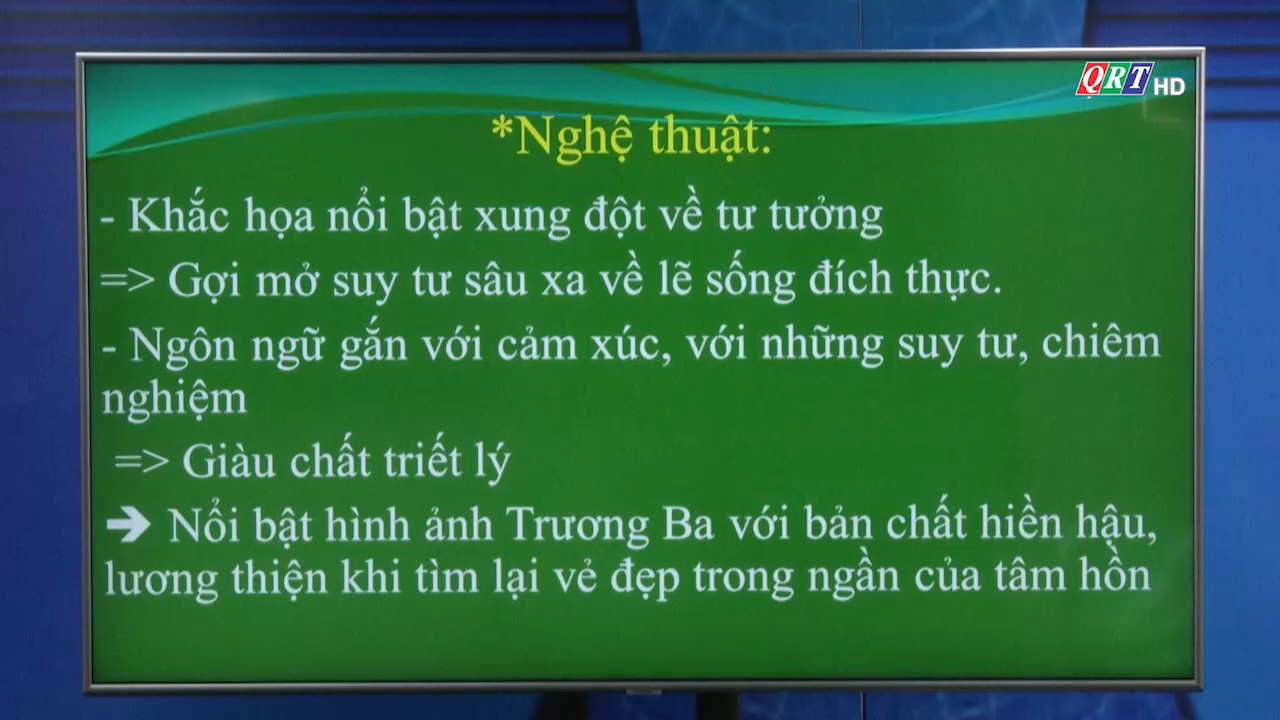 QRT HD
*Nghệ thuật:
- Khắc họa nổi bật xung đột về tư tưởng
=> Gợi mở suy tư sâu xa về lẽ sống đích thực.
- Ngôn ngữ gắn với cảm xúc, với những suy tư, chiêm
nghiệm
=> Giàu chất triết lý
➔ Nổi bật hình ảnh Trương Ba với bản chất hiền hậu,
lương thiện khi tìm lại vẻ đẹp trong ngần của tâm hồn